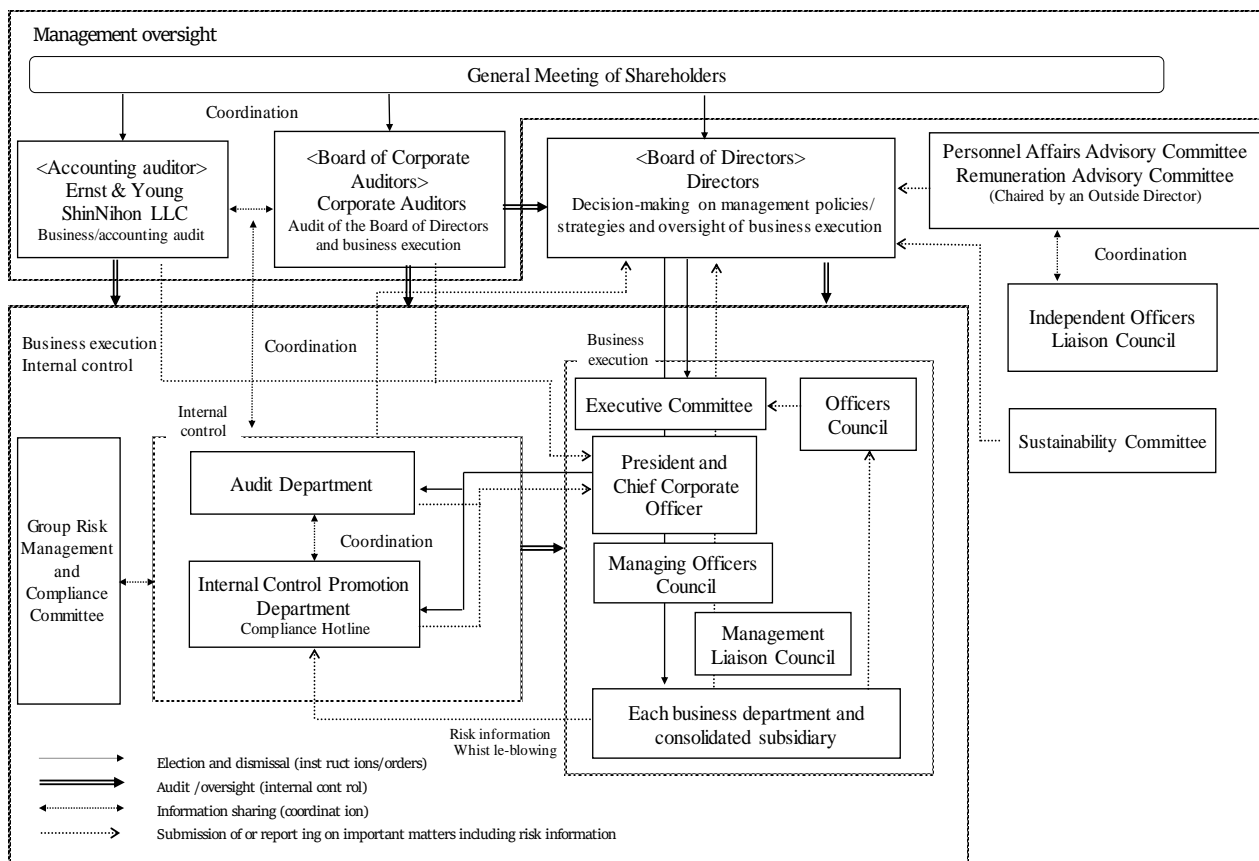 Management oversight
General Meeting of Shareholders
Coordination
<Accounting auditor>
Ernst & Young
ShinNihon LLC
Business/accounting audit
<Board of Corporate
Auditors>
Corporate Auditors
Audit of the Board of Directors
and business execution
<Board of Directors>
Directors
Decision-making on management policies/
strategies and oversight of business execution
Personnel Affairs Advisory Committee
Remuneration Advisory Committee
(Chaired by an Outside Director)
Coordination
Independent Officers
Liaison Council
Sustainability Committee
Business execution
Internal control
Coordination
Business
execution
Executive Committee
Officers
Council
Internal
control
Audit Department
President and
Chief Corporate
Officer
Group Risk
Management
and
Compliance
Committee
Coordination
Internal Control Promotion
Department
Compliance Hotline
Managing Officers
Council
Management
Liaison Council
Each business department and
consolidated subsidiary
Risk information
Whist le-blowing
Election and dismissal (inst ruct ions/orders)
Audit /oversight (internal cont rol)
Information sharing (coordinat ion)
Submission of or report ing on important matters including risk information